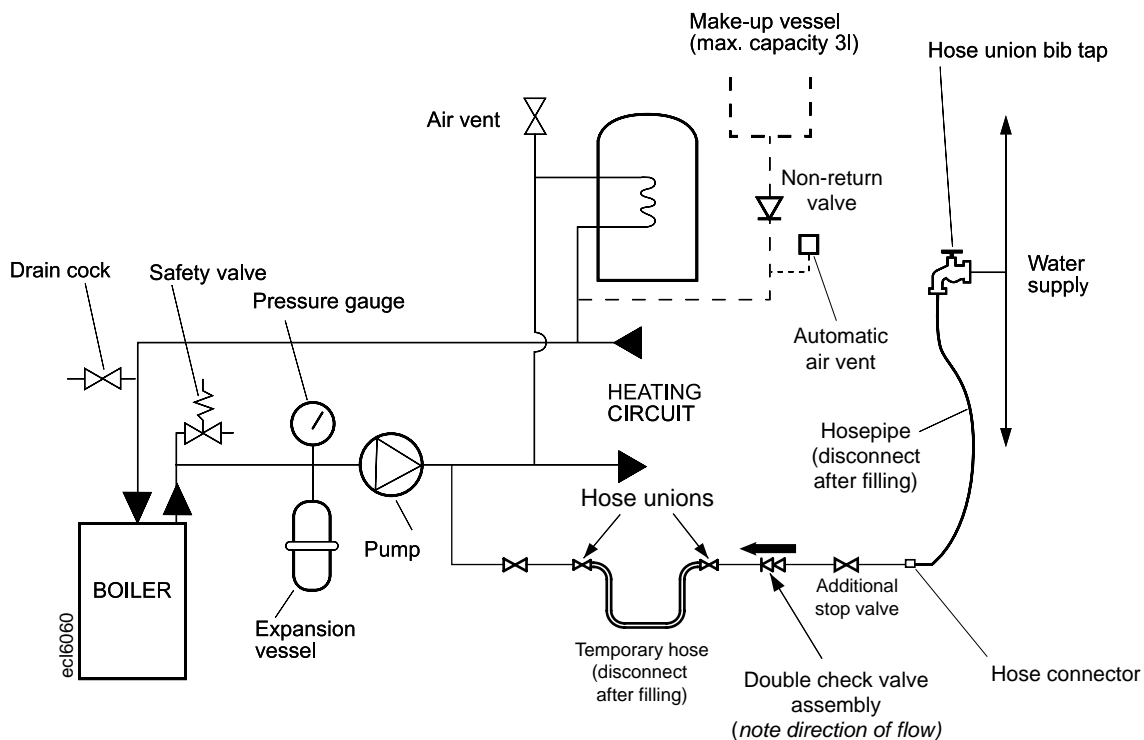 Make-up vessel
(max. capacity 3l)
Hose union bib tap
Air vent
Non-return
valve
Drain cock
Safety valve
Pressure gauge
Water
supply
Automatic
air vent
HEATING
CIRCUIT
Hosepipe
(disconnect
after filling)
Hose unions
Pump
BOILER
Additional
stop valve
ecl6060
Expansion
vessel
Temporary hose
(disconnect
after filling)
Double check valve
assembly
(note direction of flow)
Hose connector